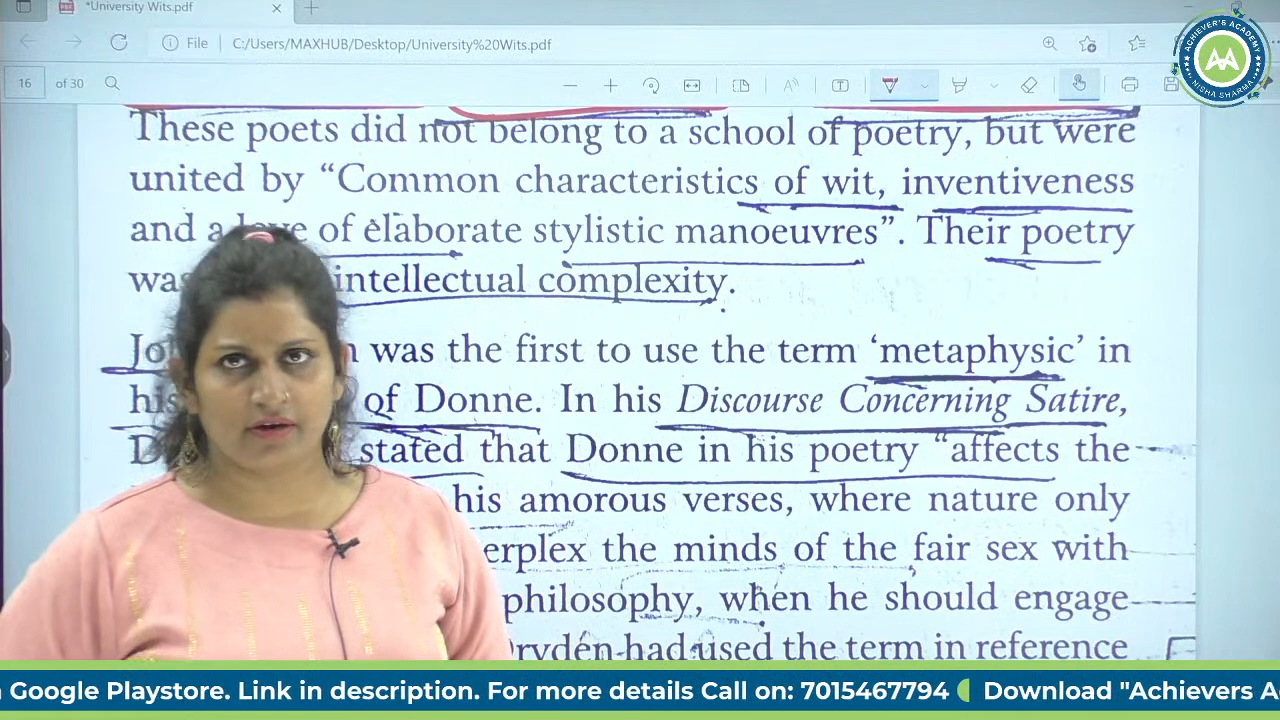 *University Wits.pdf
File C:/Users/MAXHUB/Desktop/University%20Wits.pdf
16 of 30
ACHIEVER'S ACADEMY
NISHA SHARMA
These poets did not belong to a school of poetry, but were
united by “Common characteristics of wit, inventiveness
and a love of elaborate stylistic manoeuvres”. Their poetry
intellectual complexity.
was the first to use the term ‘metaphysic’ in
his of Donne. In his Discourse Concerning Satire,
stated that Donne in his poetry “affects the
his amorous verses, where nature only
the minds of the fair sex with
philosophy, when he should engage
had used the term in reference
Google Playstore. Link in description. For more details Call on: 7015467794 Download "Achievers